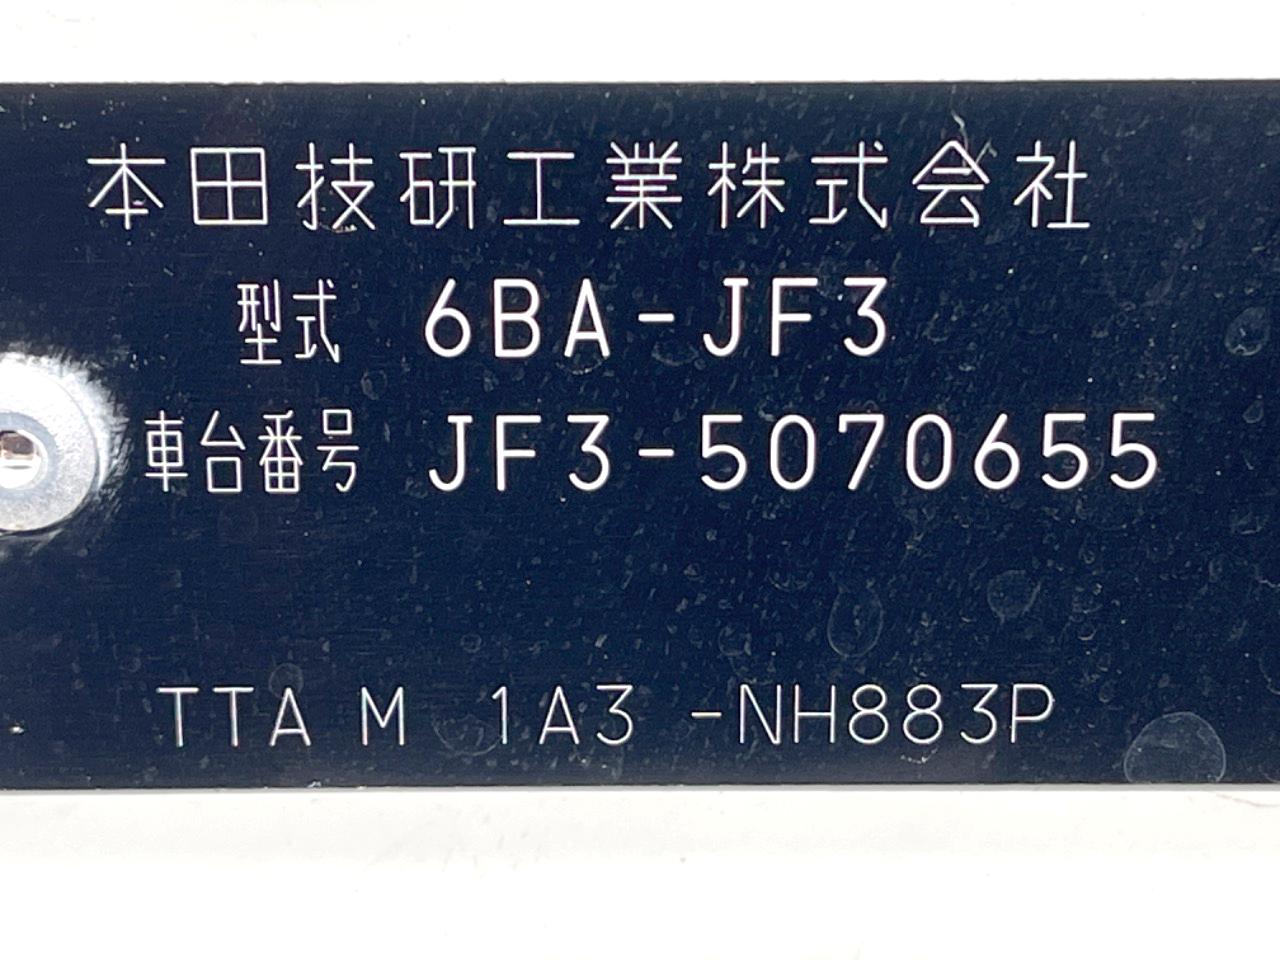 本田技研工業株式会社
型式 6BA-JF3
車台番号 JF3-5070655
TTA M 1A3 -NH883P